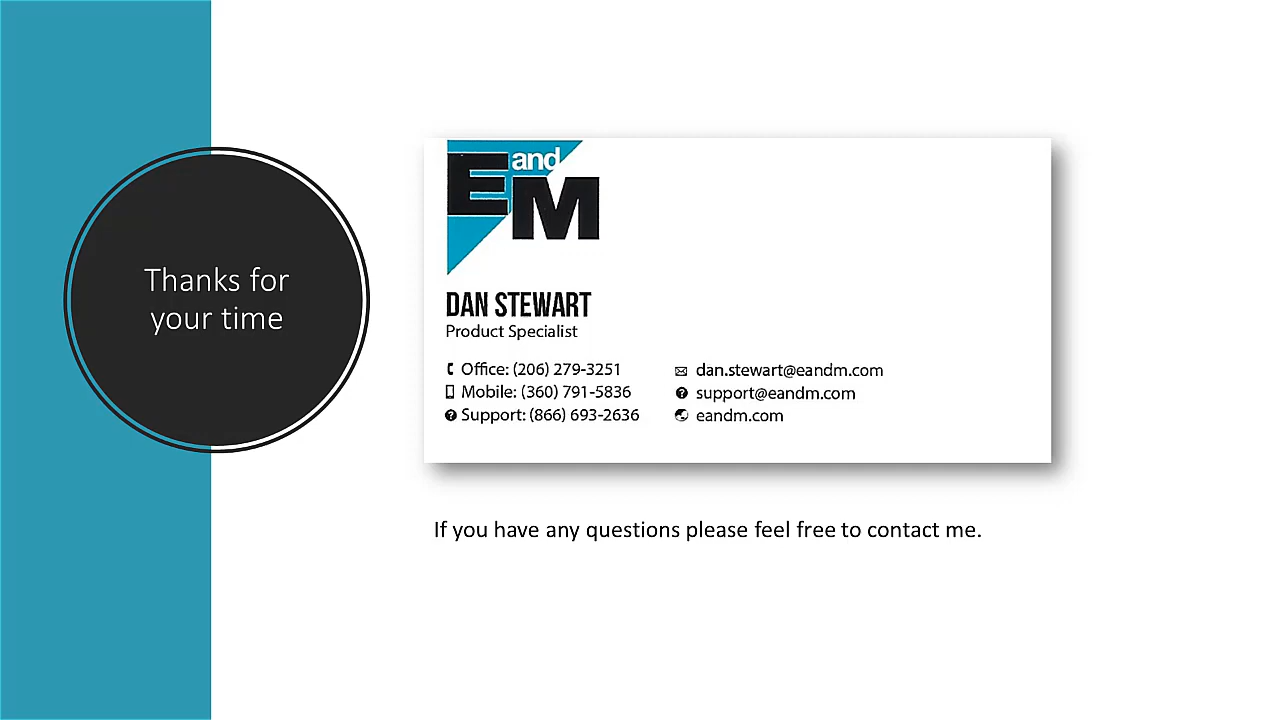 Thanks for
your time
E and M
DAN STEWART
Product Specialist
Office: (206) 279-3251
Mobile: (360) 791-5836
Support: (866) 693-2636
dan.stewart@eandm.com
support@eandm.com
eandm.com
If you have any questions please feel free to contact me.